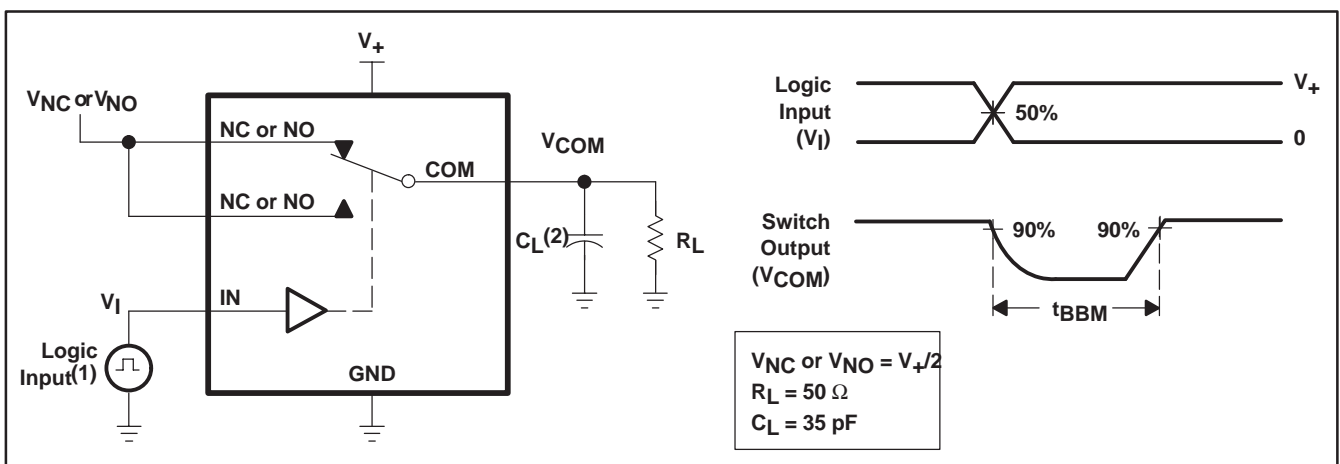 V+
VNC or VNO
NC or NO
COM
NC or NO
VCOM
CL(2)
RL
VI
IN
Logic
Input(1)
GND
Logic
Input
(VI)
50%
V+
0
Switch
Output
(VCOM)
90%
90%
tBBM
VNC or VNO = V+/2
RL = 50 Ω
CL = 35 pF